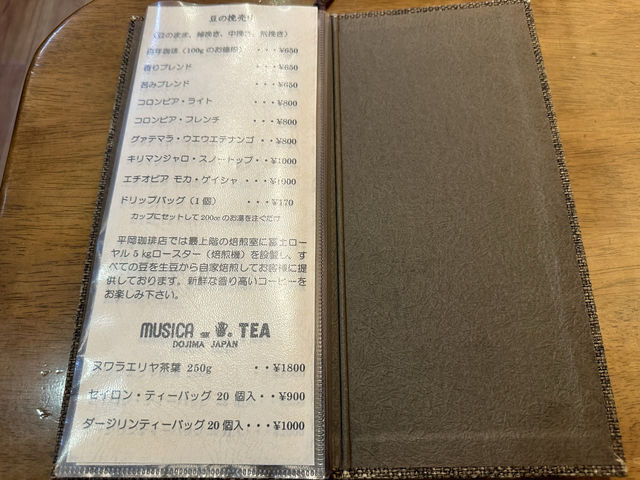 豆の挽売り
(豆のまま、細挽き、中挽き、荒挽き)
百年珈琲(100gのお値段)・・・¥650
香りブレンド ・・・¥650
苦みブレンド ・・・¥650
コロンビア・ライト ・・・¥800
コロンビア・フレンチ ・・・¥800
グァテマラ・ウエウエテナンゴ ・・¥800
キリマンジャロ・スノートップ・・¥1000
エチオピア モカ・ゲイシャ ・・・¥1000
ドリップバッグ(1個) ・・・¥170
カップにセットして200ccのお湯を注ぐだけ
平岡珈琲店では最上階の焙煎室に富士ロー
ヤル5kgロースター(焙煎機)を設製し、す
べての豆を生豆から自家焙煎してお客様に提
供しております。新鮮な香り高いコーヒーを
お楽しみ下さい。
MUSICA TEA
DOJIMA JAPAN
ヌワラエリヤ茶葉 250g ・・¥1800
セイロン・ティーバッグ 20個入・・¥900
ダージリンティーバッグ20個入・・・¥1000